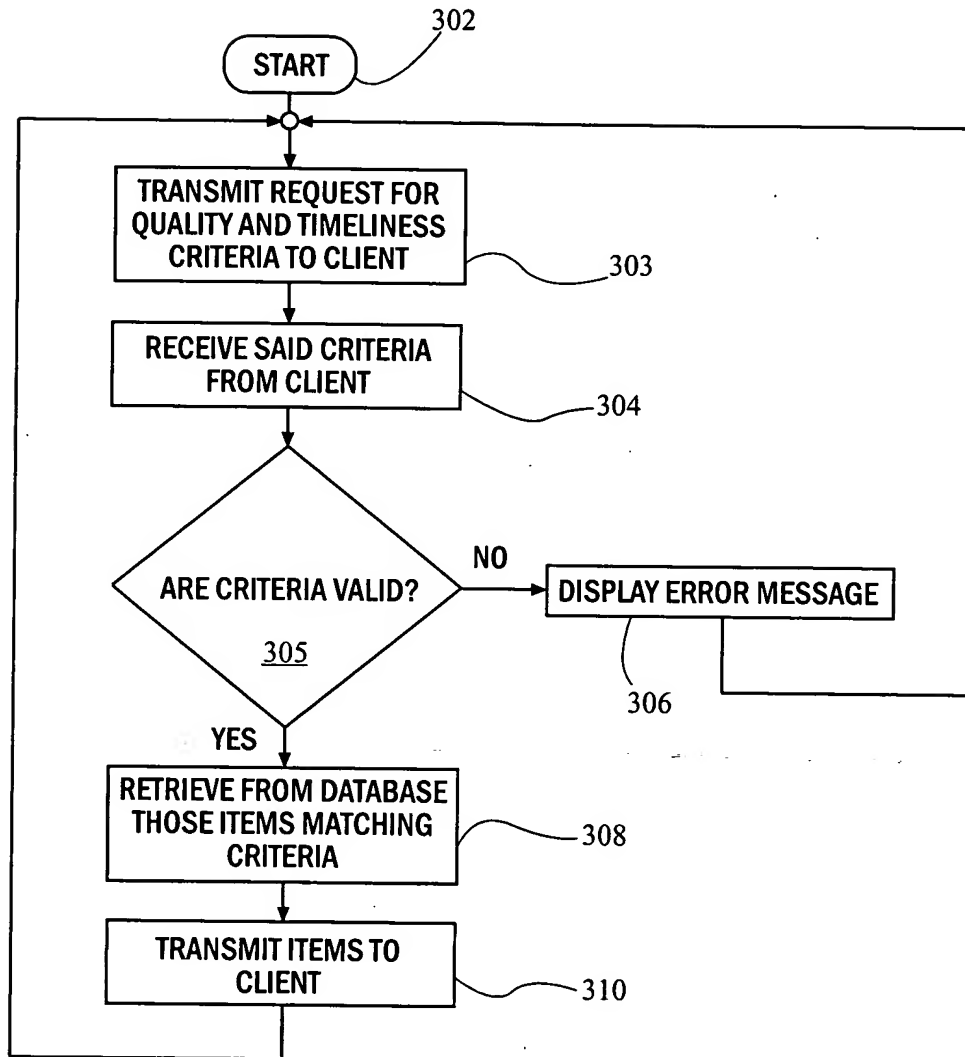 302
START
TRANSMIT REQUEST FOR
QUALITY AND TIMELINESS
CRITERIA TO CLIENT
303
RECEIVE SAID CRITERIA
FROM CLIENT
304
ARE CRITERIA VALID?
305
NO
DISPLAY ERROR MESSAGE
306
YES
RETRIEVE FROM DATABASE
THOSE ITEMS MATCHING
CRITERIA
308
TRANSMIT ITEMS TO
CLIENT
310